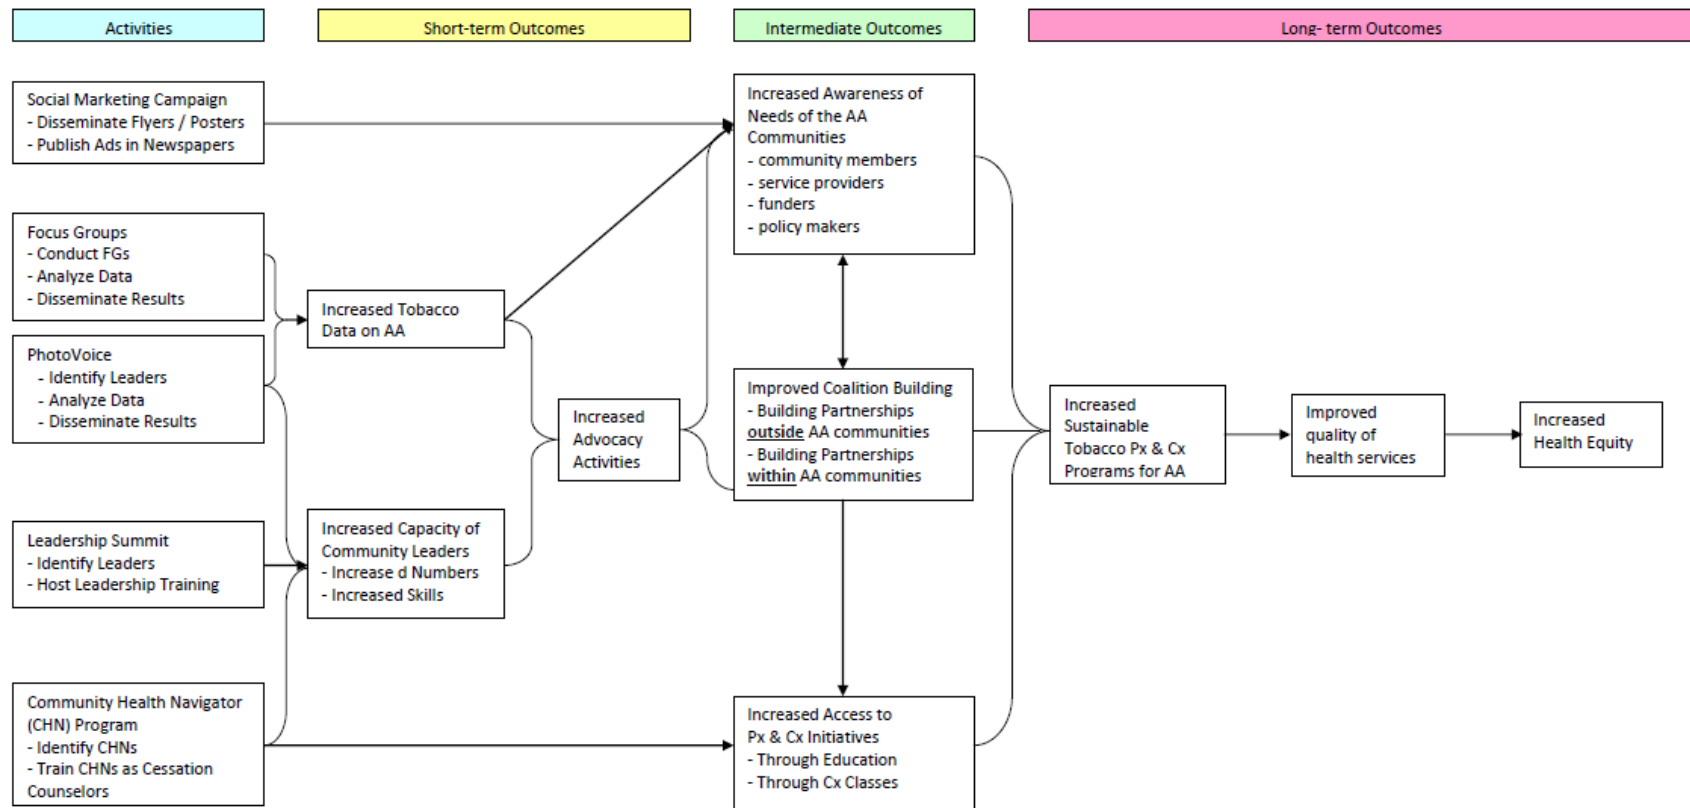 Activities
Short-term Outcomes
Intermediate Outcomes
Long- term Outcomes
Social Marketing Campaign
- Disseminate Flyers / Posters
- Publish Ads in Newspapers
Focus Groups
- Conduct FGs
- Analyze Data
- Disseminate Results
PhotoVoice
- Identify Leaders
- Analyze Data
- Disseminate Results
Leadership Summit
- Identify Leaders
- Host Leadership Training
Community Health Navigator
(CHN) Program
- Identify CHNs
- Train CHNs as Cessation
Counselors
Increased Tobacco
Data on AA
Increased Capacity of
Community Leaders
- Increase d Numbers
- Increased Skills
Increased
Advocacy
Activities
Increased Awareness of
Needs of the AA
Communities
- community members
- service providers
- funders
- policy makers
Improved Coalition Building
- Building Partnerships
outside AA communities
- Building Partnerships
within AA communities
Increased Access to
Px & Cx Initiatives
- Through Education
- Through Cx Classes
Increased
Sustainable
Tobacco Px & Cx
Programs for AA
Improved
quality of
health services
Increased
Health Equity